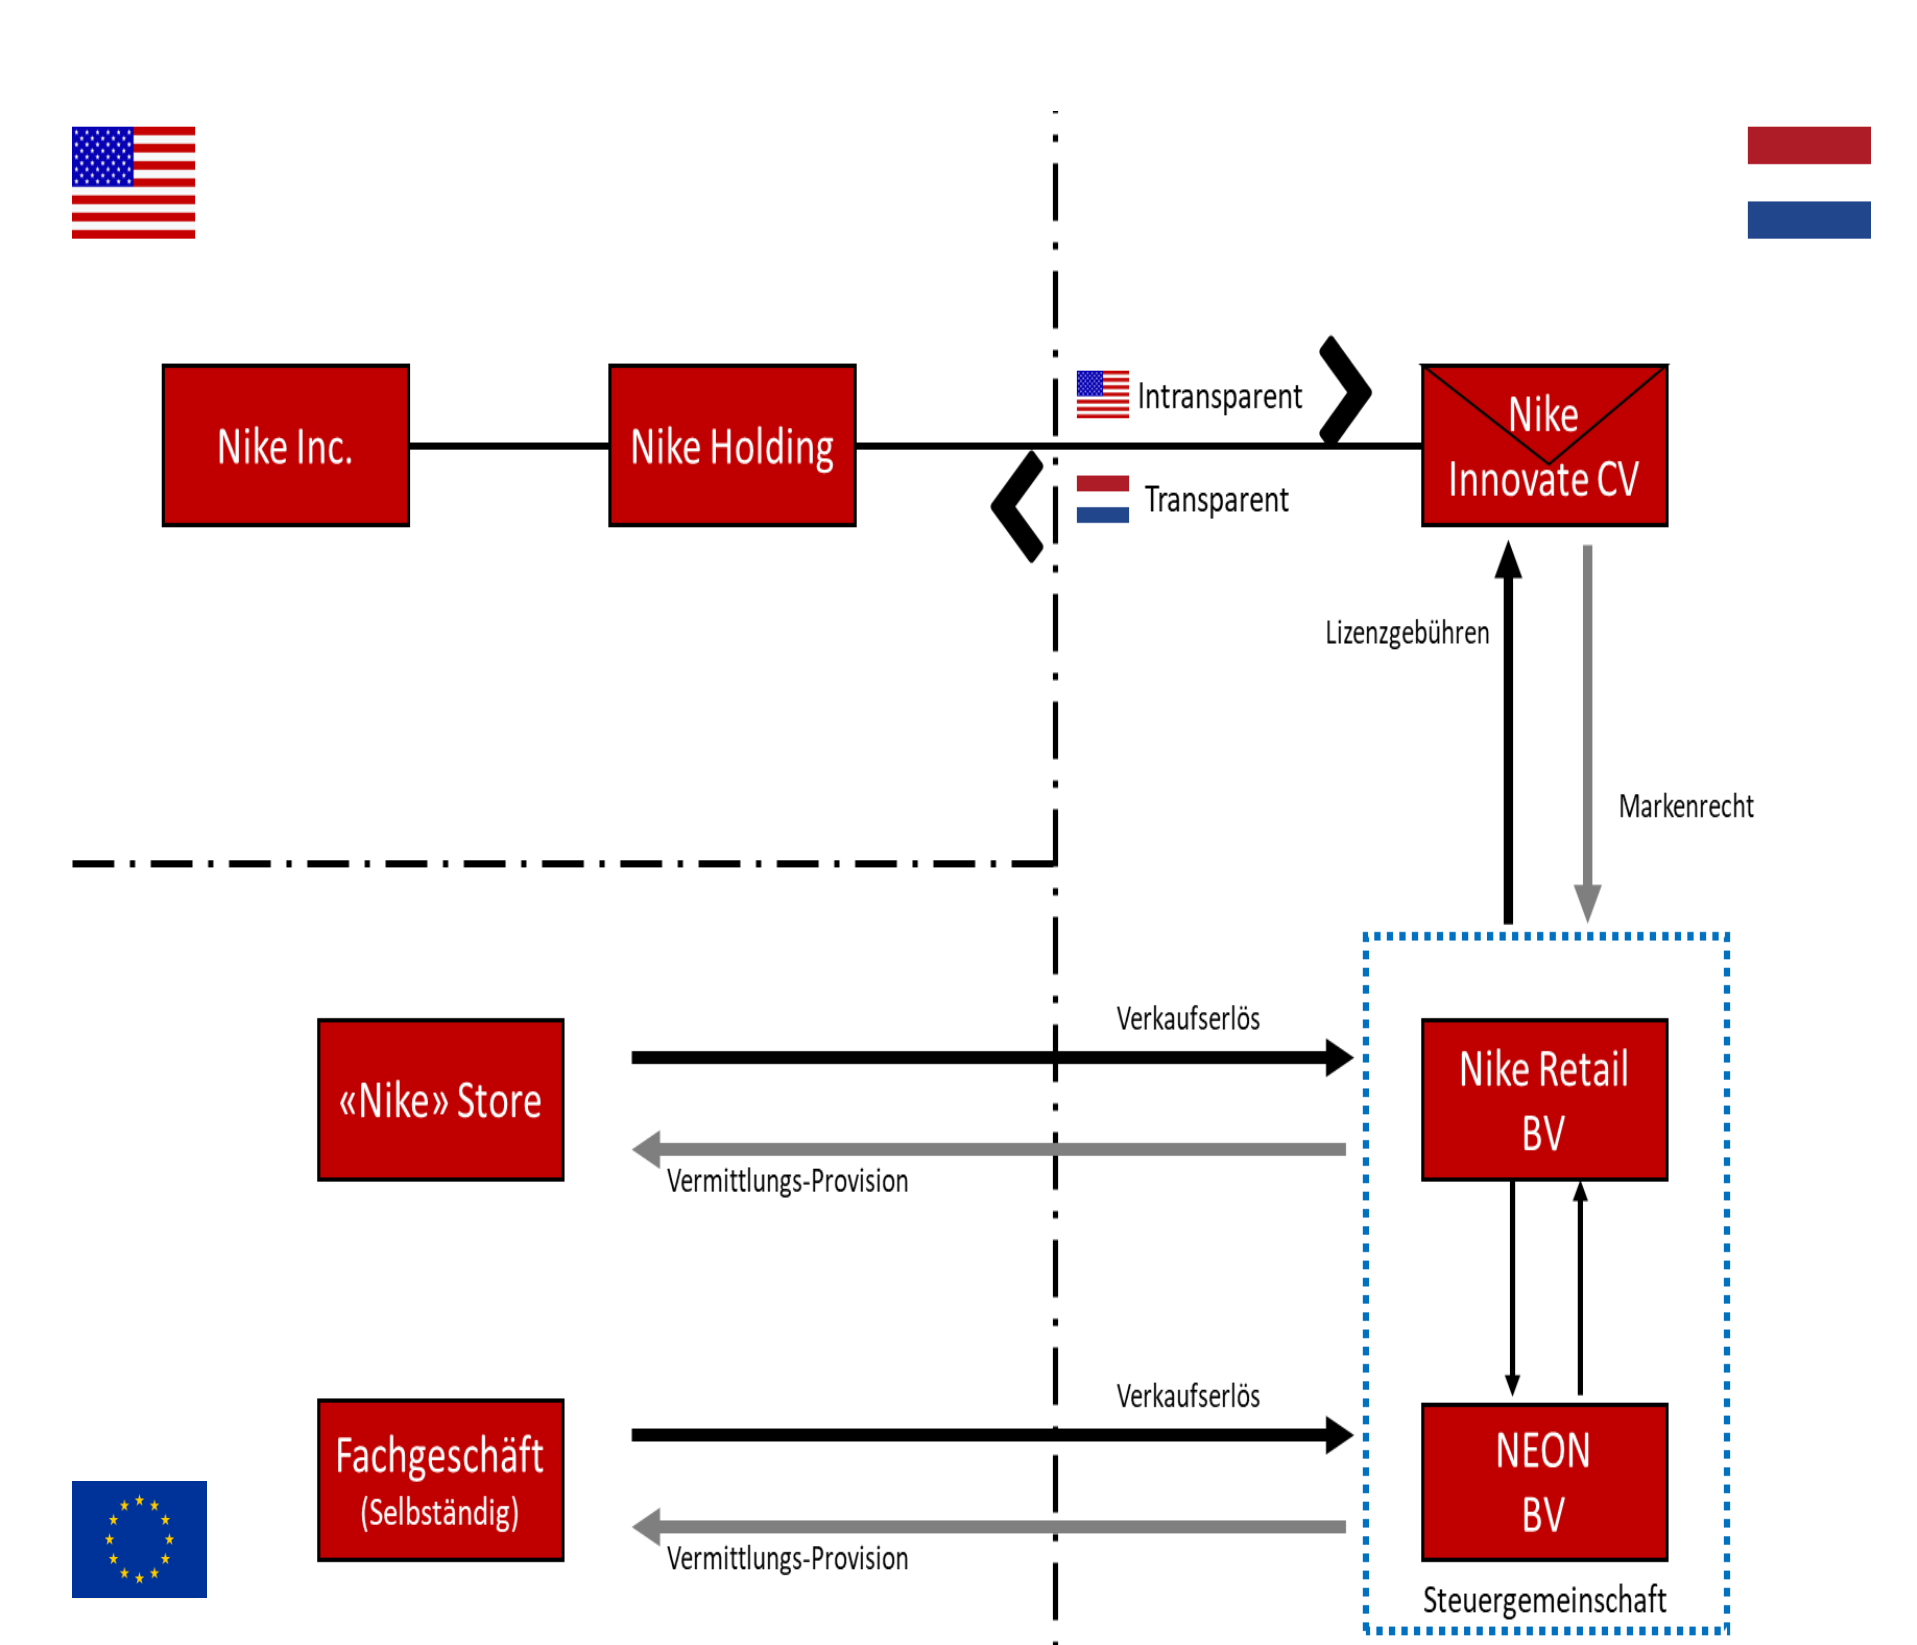 Intransparent
Nike Inc.
Nike Holding
Nike
Innovate CV
Transparent
Lizenzgebühren
Markenrecht
Verkaufserlös
«Nike» Store
Nike Retail
BV
Vermittlungs-Provision
Verkaufserlös
Fachgeschäft
(Selbständig)
NEON
BV
Vermittlungs-Provision
Steuergemeinschaft